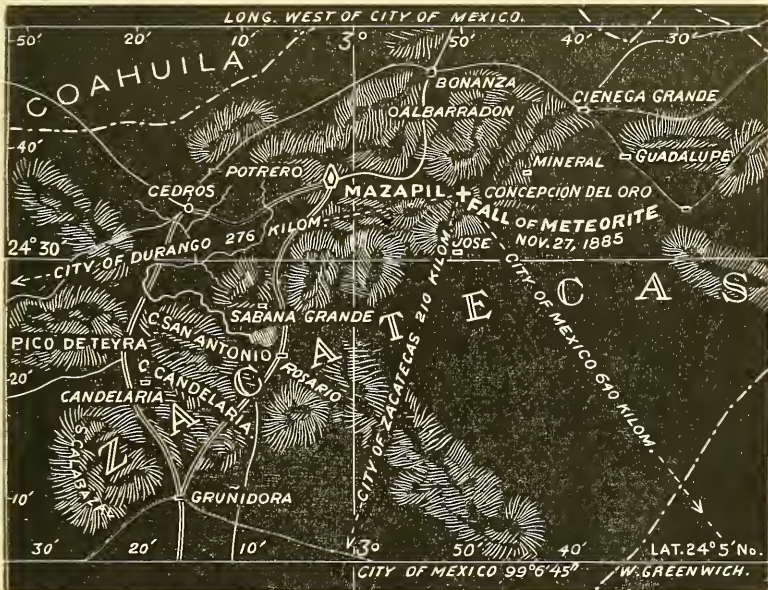 LONG. WEST OF CITY OF MEXICO.
50' 20' 10' 3° 50' 40' 30'
COAHUILA
BONANZA
ALBARRADON
CIENEGA GRANDE
40'
POTRERO
MINERAL
GUADALUPE
CEDROS
MAZAPIL
CONCEPCION DEL ORO
FALL OF METEORITE
NOV. 27, 1885
24°30'
CITY OF DURANGO 276 KILOM.
JOSE
ZACATECAS
SABANA GRANDE
C. SAN ANTONIO
PICO DE TEYRA
C. CANDELARIA
ROSARIO
20'
CANDELARIA
CITY OF ZACATECAS 210 KILOM.
CITY OF MEXICO 640 KILOM.
10'
GRUÑIDORA
30' 20' 10' 3° 50' 40' LAT. 24°5' No.
CITY OF MEXICO 99°6'45" W. GREENWICH.